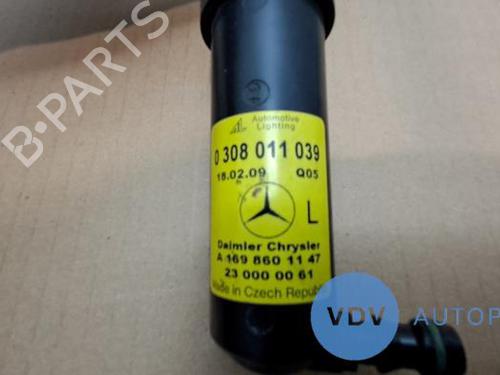 B-PARTS
Automotive
Lighting
0 308 011 039
18.02.09 Q05
L
Daimler Chrysler
A 169 860 11 47
23 000 00 61
Made in Czech Republ
VDV AUTOP